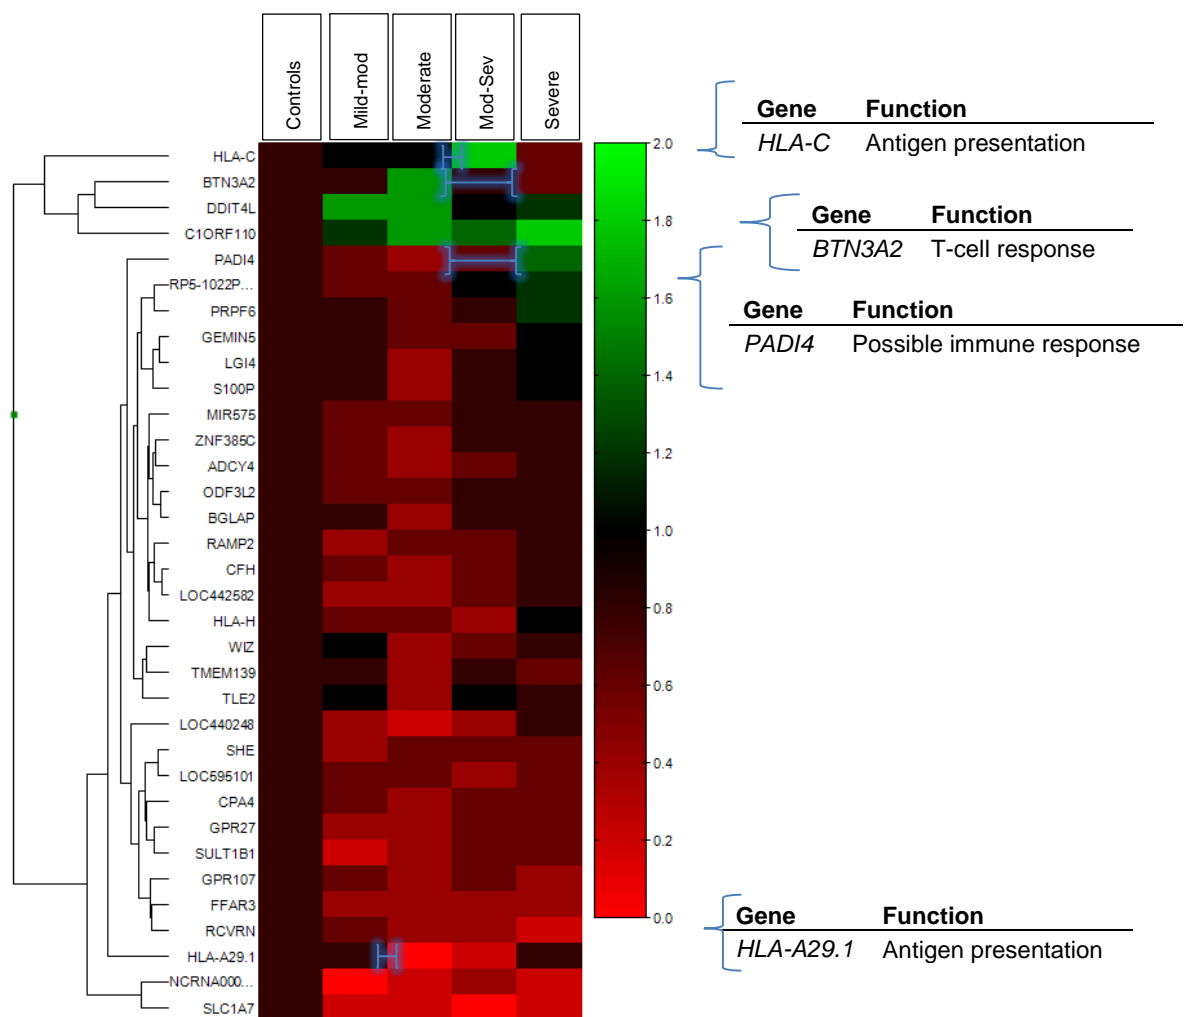 Controls
Mild-mod
Moderate
Mod-Sev
Severe
HLA-C
BTN3A2
DDIT4L
C1ORF110
PADI4
RP5-1022P...
PRPF6
GEMIN5
LGI4
S100P
MIR575
ZNF385C
ADCY4
ODF3L2
BGLAP
RAMP2
CFH
LOC442582
HLA-H
WIZ
TMEM139
TLE2
LOC440248
SHE
LOC595101
CPA4
GPR27
SULT1B1
GPR107
FFAR3
RCVRN
HLA-A29.1
NCRNA000...
SLC1A7
2.0
1.8
1.6
1.4
1.2
1.0
0.8
0.6
0.4
0.2
0.0
Gene Function
HLA-C Antigen presentation
Gene Function
BTN3A2 T-cell response
Gene Function
PADI4 Possible immune response
Gene Function
HLA-A29.1 Antigen presentation